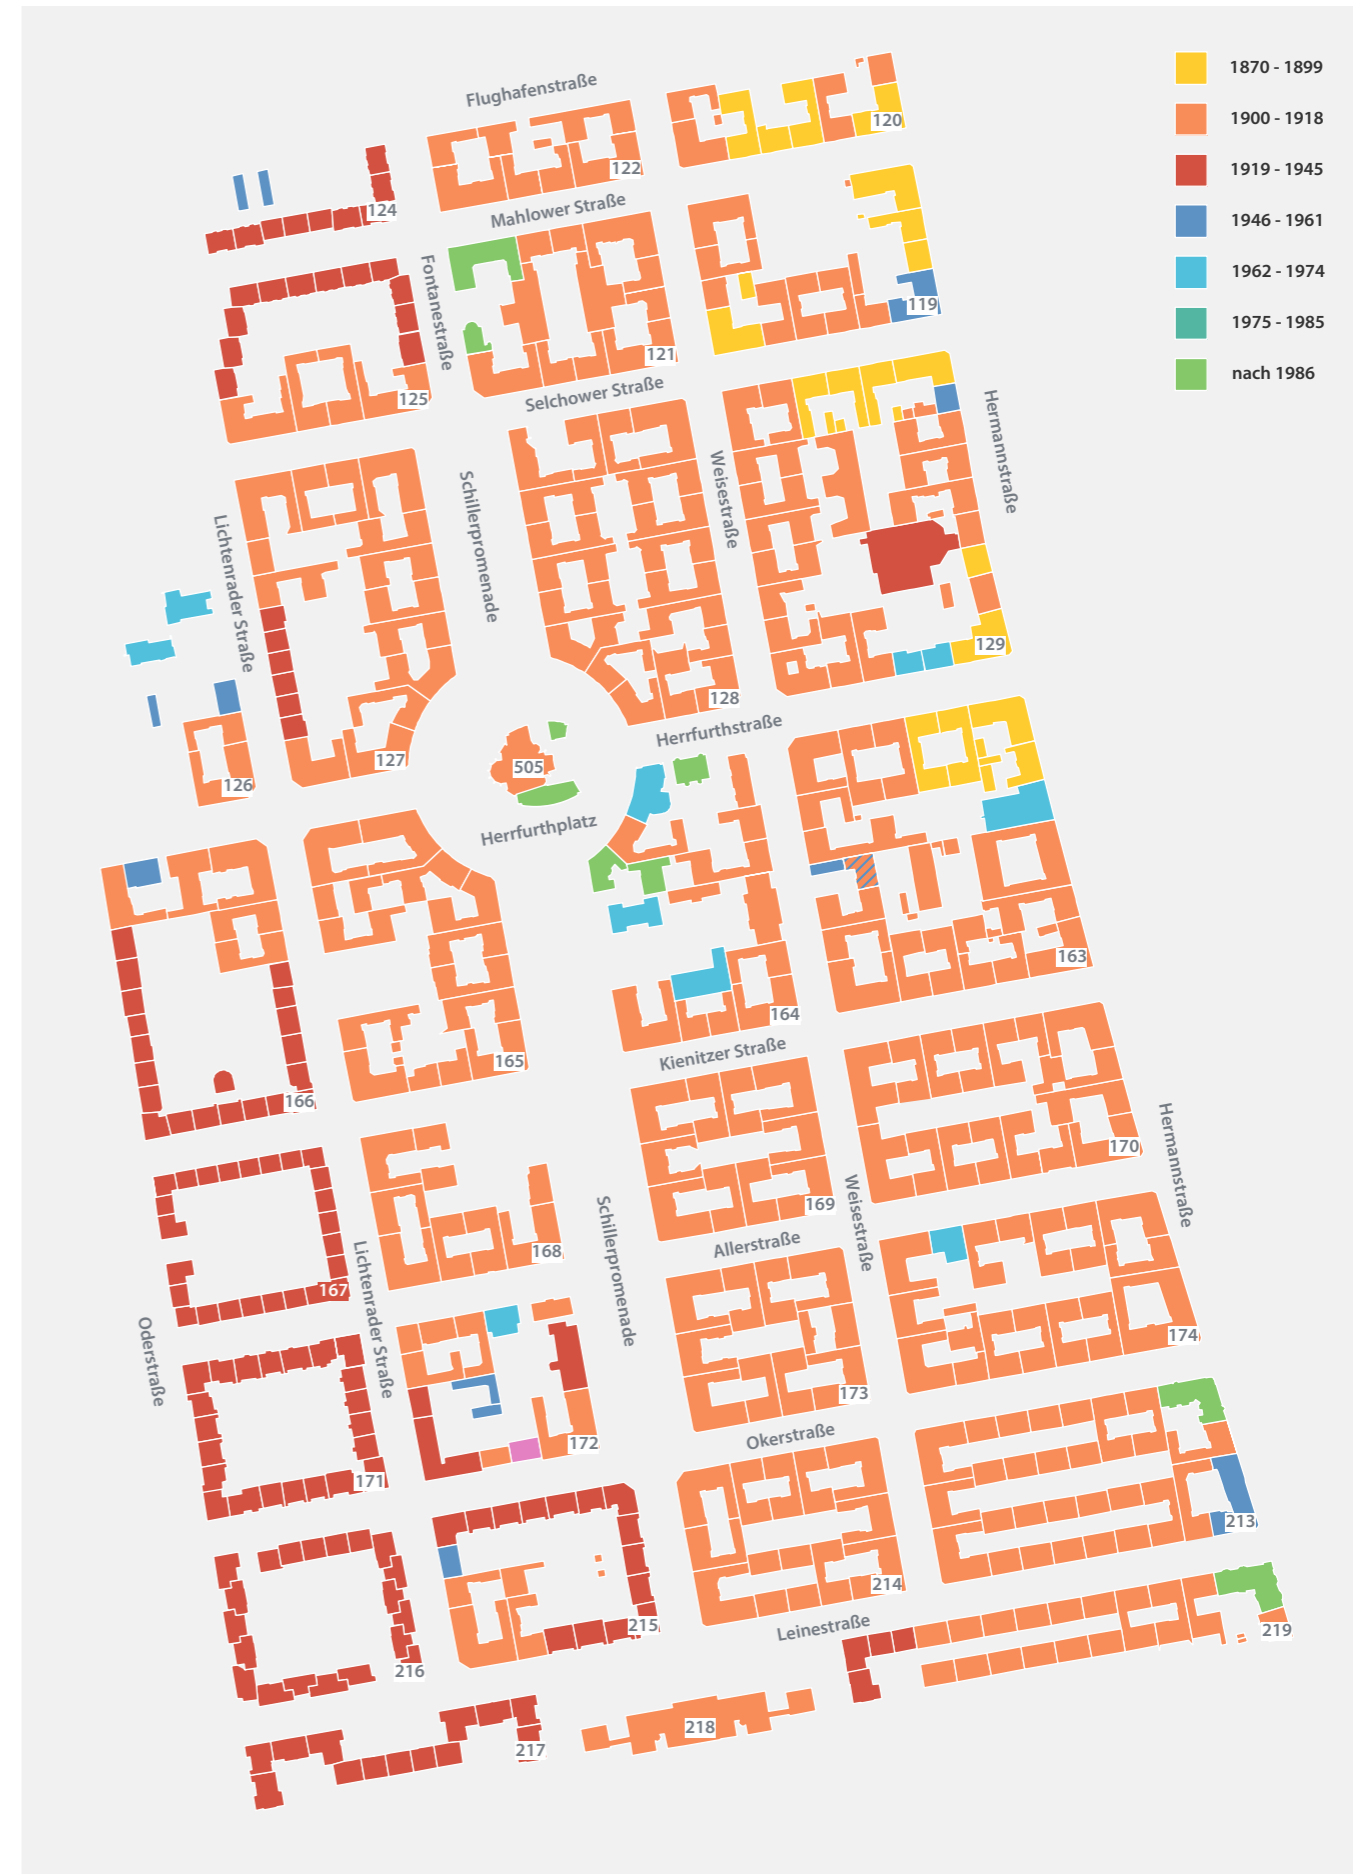 1870 - 1899
1900 - 1918
1919 - 1945
1946 - 1961
1962 - 1974
1975 - 1985
nach 1986
Flughafenstraße
120
122
Mahlower Straße
124
Fontanestraße
119
121
Selchower Straße
125
Hermannstraße
Weisestraße
Schillerpromenade
Lichtenrader Straße
129
128
Herrfurthstraße
127
505
126
Herrfurthplatz
163
164
Kienitzer Straße
165
166
Hermannstraße
170
169
Weisestraße
Schillerpromenade
Allerstraße
168
Lichtenrader Straße
167
Oderstraße
174
173
Okerstraße
172
171
213
214
Leinestraße
215
219
216
218
217